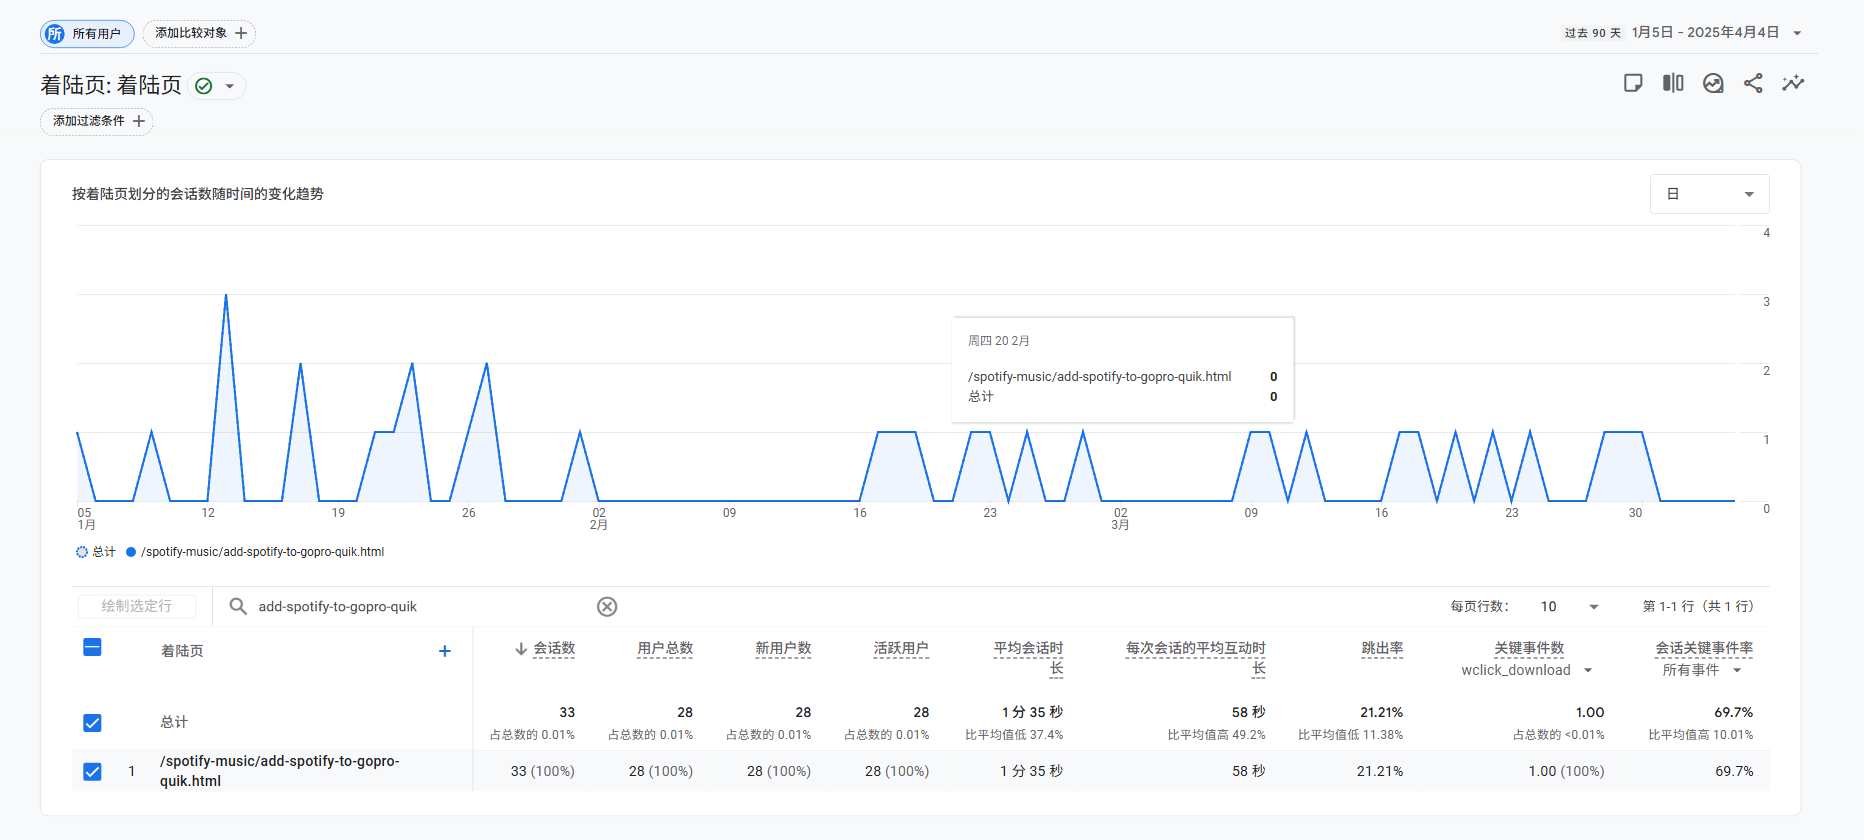 所 所有用户
添加比较对象 +
过去 90 天 1月5日 - 2025年4月4日
着陆页: 着陆页
添加过滤条件 +
按着陆页划分的会话数随时间的变化趋势
日
4
3
2
1
0
周四 20 2月
/spotify-music/add-spotify-to-gopro-quik.html 0
总计 0
05 12 19 26 02 09 16 23 02 09 16 23 30
1月 2月 3月
总计 /spotify-music/add-spotify-to-gopro-quik.html
绘制选定行
add-spotify-to-gopro-quik
每页行数： 10 第 1-1 行（共 1 行）
着陆页 +
会话数
用户总数
新用户数
活跃用户
平均会话时
长
每次会话的平均互动时
长
跳出率
关键事件数
wclick_download
会话关键事件率
所有事件
总计 33 28 28 28 1 分 35 秒 58 秒 21.21% 1.00 69.7%
占总数的 0.01% 占总数的 0.01% 占总数的 0.01% 占总数的 0.01% 比平均值低 37.4% 比平均值高 49.2% 比平均值低 11.38% 占总数的 <0.01% 比平均值高 10.01%
1 /spotify-music/add-spotify-to-gopro-
quik.html
33 (100%) 28 (100%) 28 (100%) 28 (100%) 1 分 35 秒 58 秒 21.21% 1.00 (100%) 69.7%